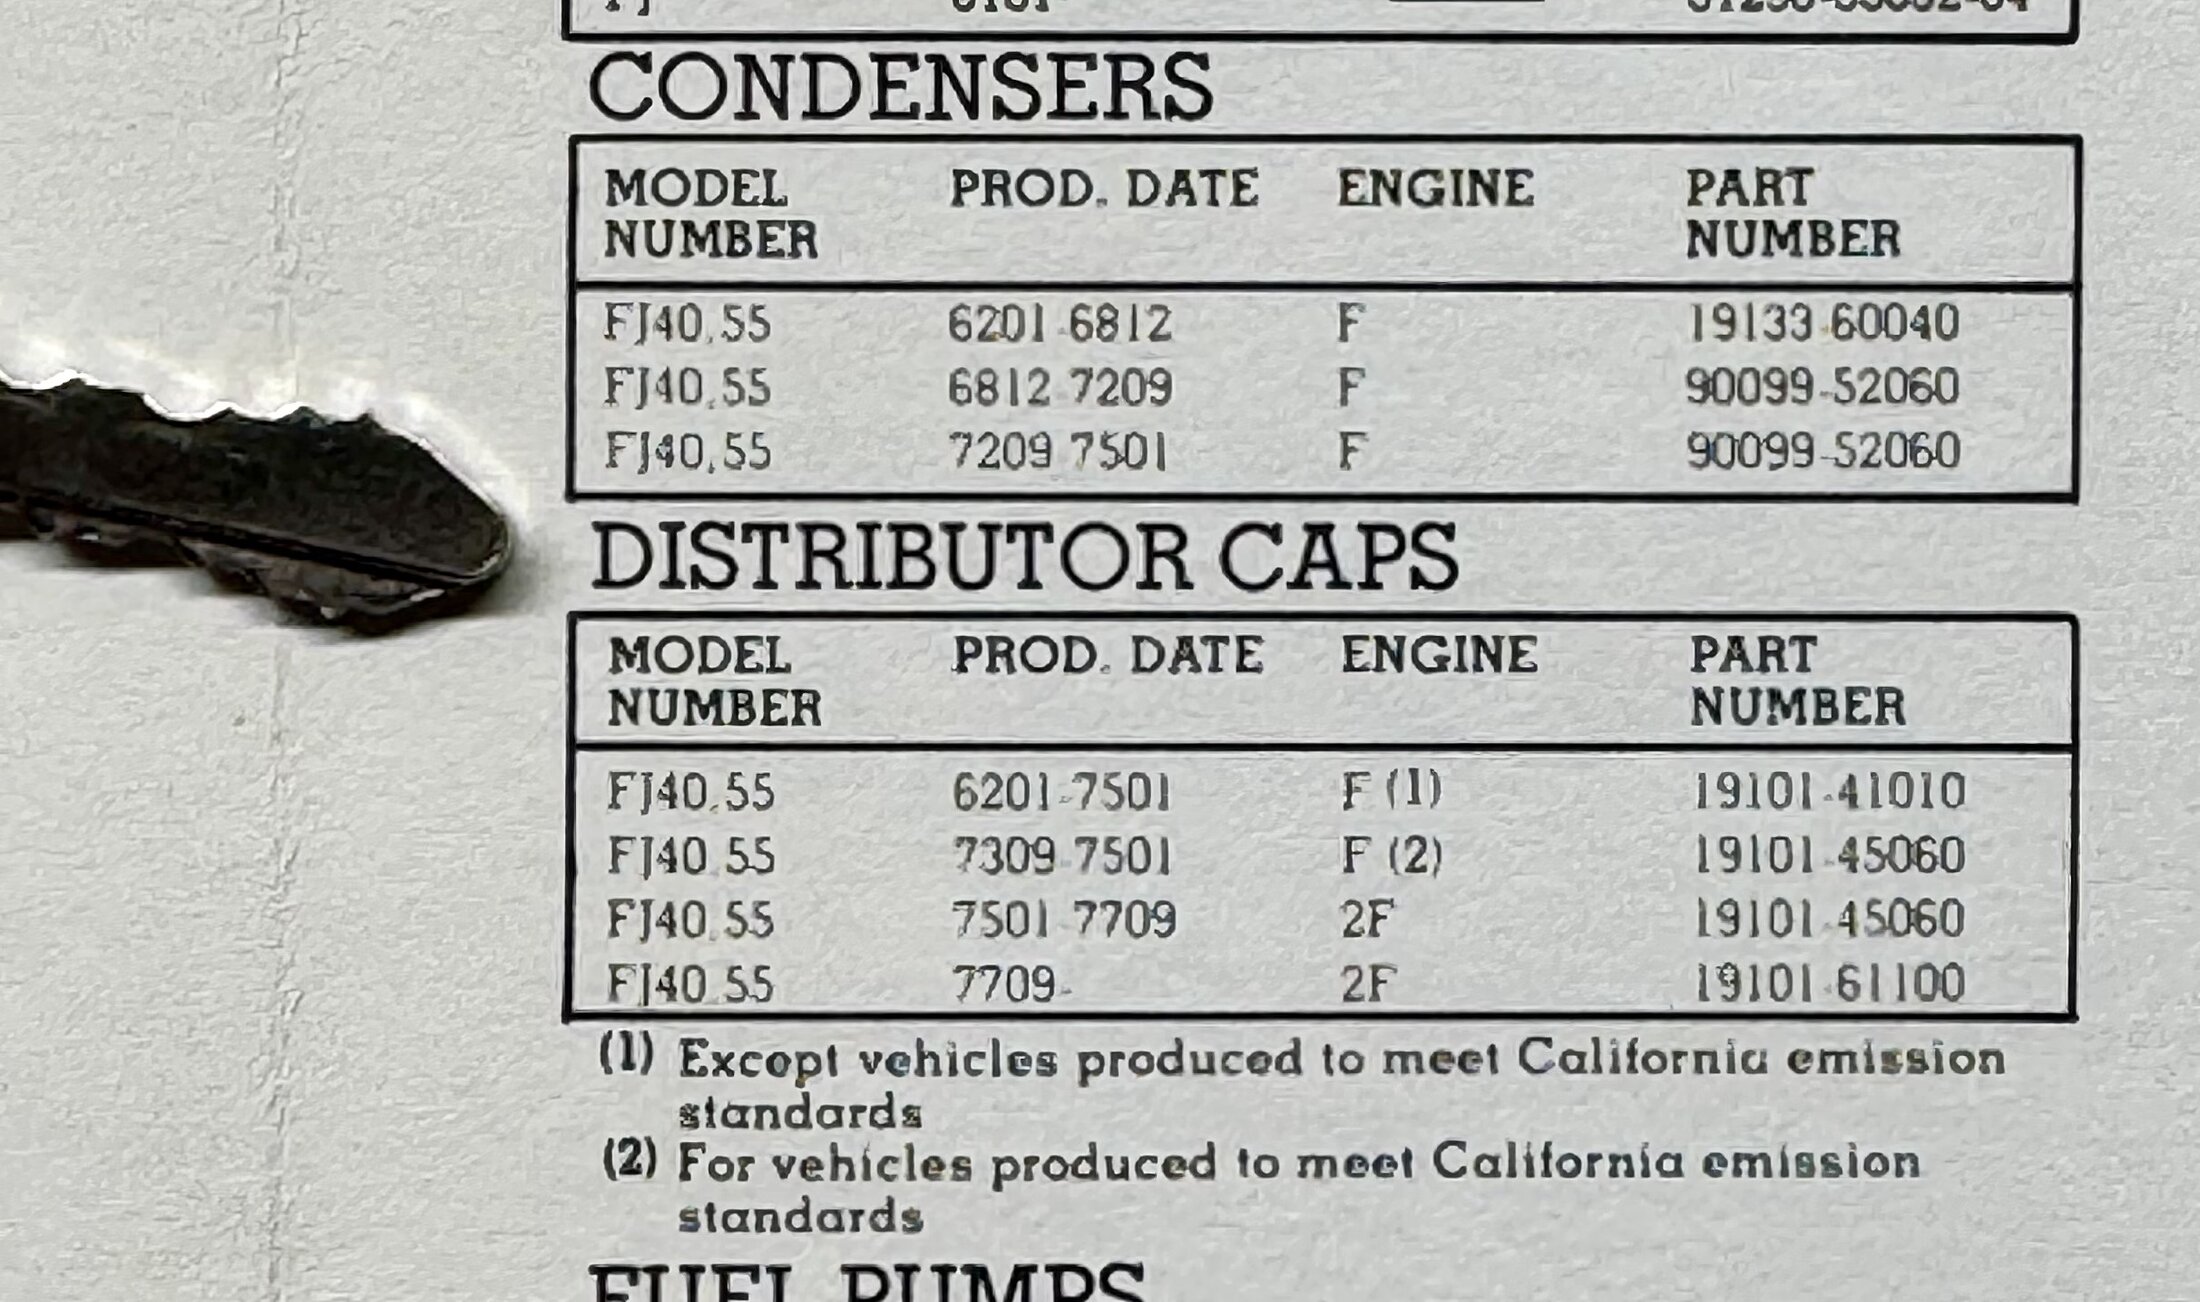 CONDENSERS
MODEL NUMBER PROD. DATE ENGINE PART NUMBER
FJ40,55 6201-6812 F 19133-60040
FJ40,55 6812-7209 F 90099-52060
FJ40,55 7209-7501 F 90099-52060
DISTRIBUTOR CAPS
MODEL NUMBER PROD. DATE ENGINE PART NUMBER
FJ40,55 6201-7501 F (1) 19101-41010
FJ40,55 7309-7501 F (2) 19101-45060
FJ40,55 7501-7709 2F 19101-45060
FJ40,55 7709- 2F 19101-61100
(1) Except vehicles produced to meet California emission
standards
(2) For vehicles produced to meet California emission
standards
FUEL PUMPS